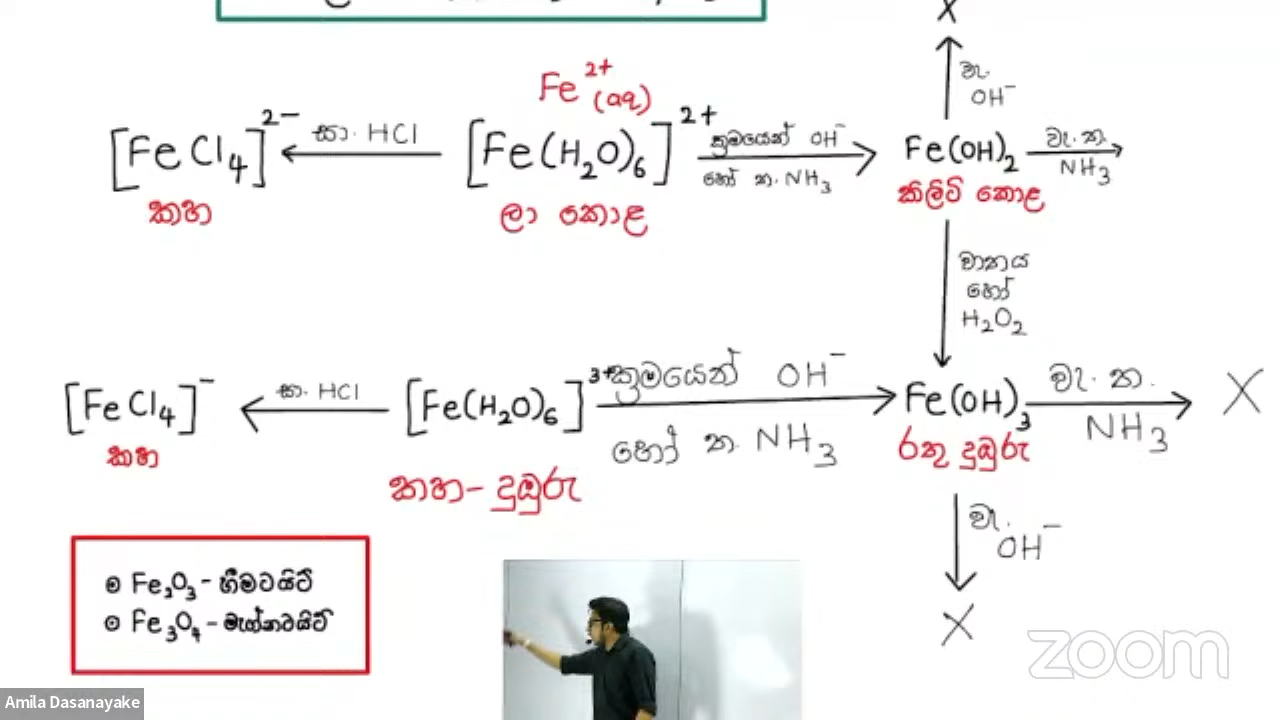 X
වැ.
OH⁻
Fe²⁺(aq)
[FeCl₄]²⁻ සා. HCl [Fe(H₂O)₆]²⁺ ක්‍රමයෙන් OH⁻ Fe(OH)₂ වැ. ත.
හෝ ත. NH₃ NH₃
කහ ලා කොළ කිලිටි කොළ
වාතය
හෝ
H₂O₂
[FeCl₄]⁻ සා. HCl [Fe(H₂O)₆]³⁺ ක්‍රමයෙන් OH⁻ Fe(OH)₃ වැ. ත. X
හෝ ත. NH₃ NH₃
කහ කහ - දුඹුරු රතු දුඹුරු
වැ.
OH⁻
X
Fe₂O₃ - හීමටයිට්
Fe₃O₄ - මැග්නටයිට්
zoom
Amila Dasanayake